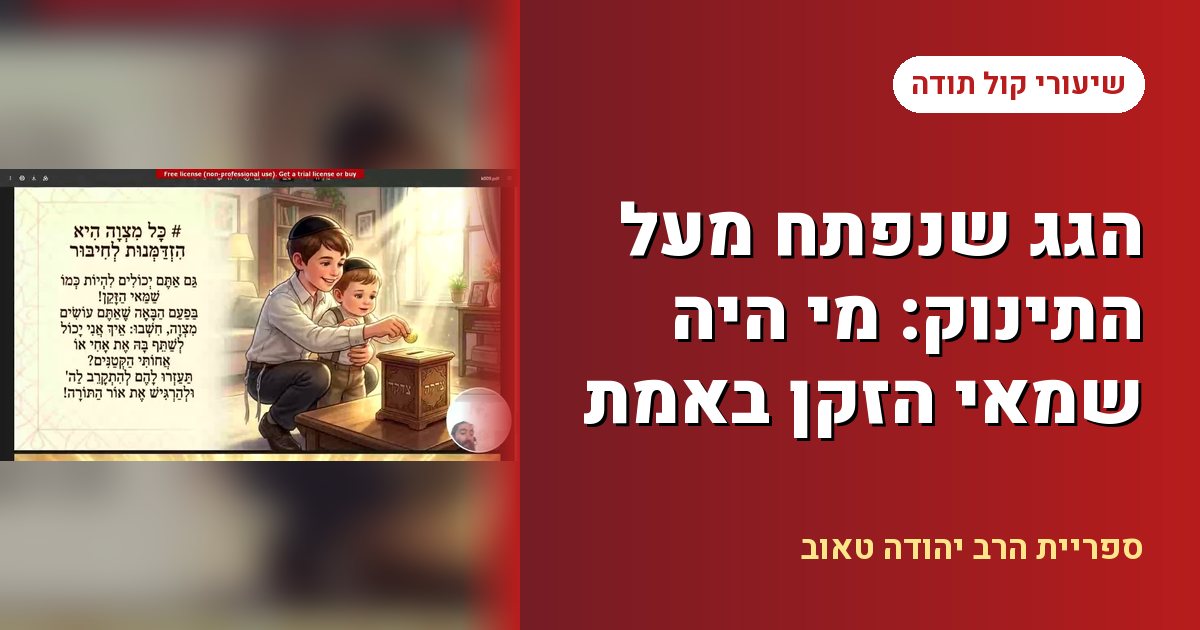 שיעורי קול תודה
הגג שנפתח מעל
התינוק: מי היה
שמאי הזקן באמת
ספריית הרב יהודה טאוב
Free license (non-professional use). Get a trial license or buy
# כָּל מִצְוָה הִיא
הִזְדַּמְּנוּת לְחִיבּוּר
גַּם אַתֶּם יְכוֹלִים לִהְיוֹת כְּמוֹ
שַׁמַּאי הַזָּקֵן!
בַּפַּעַם הַבָּאָה שֶׁאַתֶּם עוֹשִׂים
מִצְוָה, חִשְׁבוּ: אֵיךְ אֲנִי יָכוֹל
לְשַׁתֵּף בָּהּ אֶת אָחִי אוֹ
אֲחוֹתִי הַקְּטַנִּים?
תַּעַזְרוּ לָהֶם לְהִתְקָרֵב לַה'
וּלְהַרְגִּישׁ אֶת אוֹר הַתּוֹרָה!
צדקה